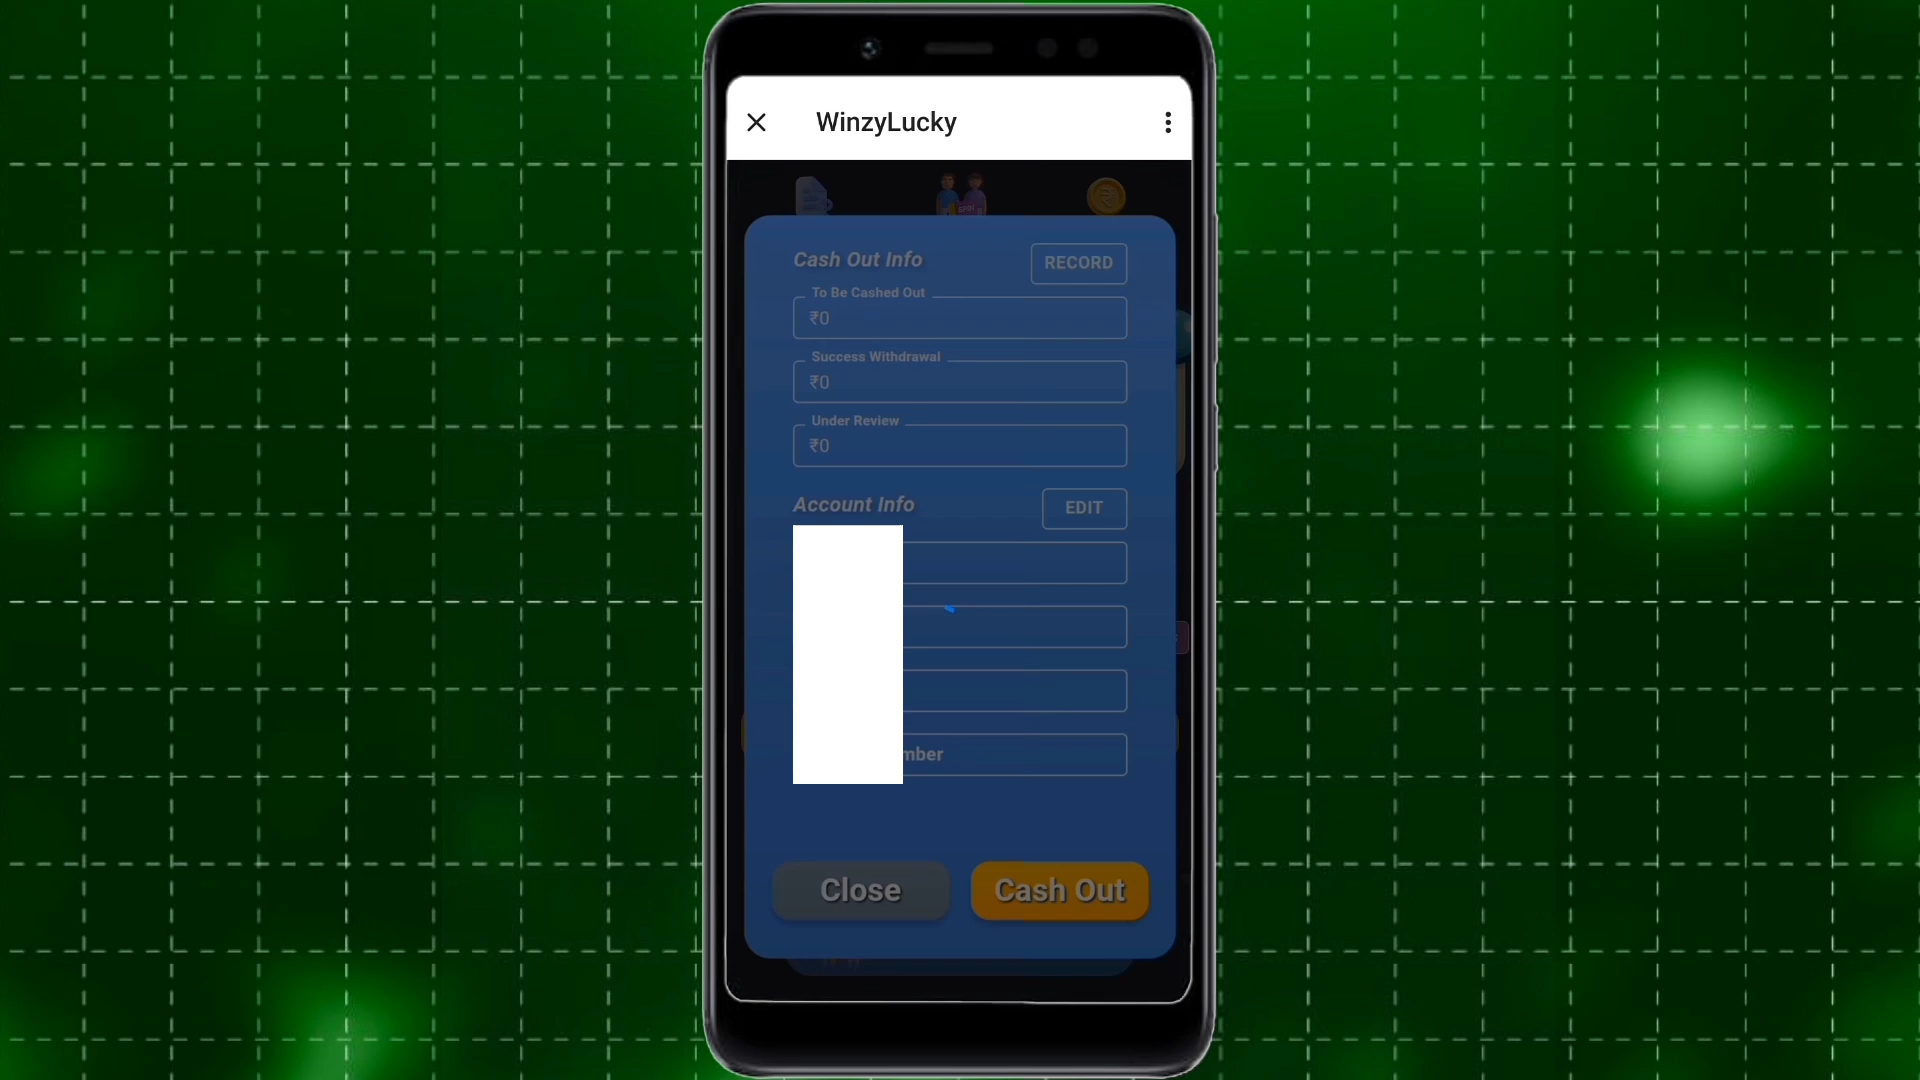 WinzyLucky
Cash Out Info
RECORD
To Be Cashed Out
₹0
Success Withdrawal
₹0
Under Review
₹0
Account Info
EDIT
mber
Close
Cash Out